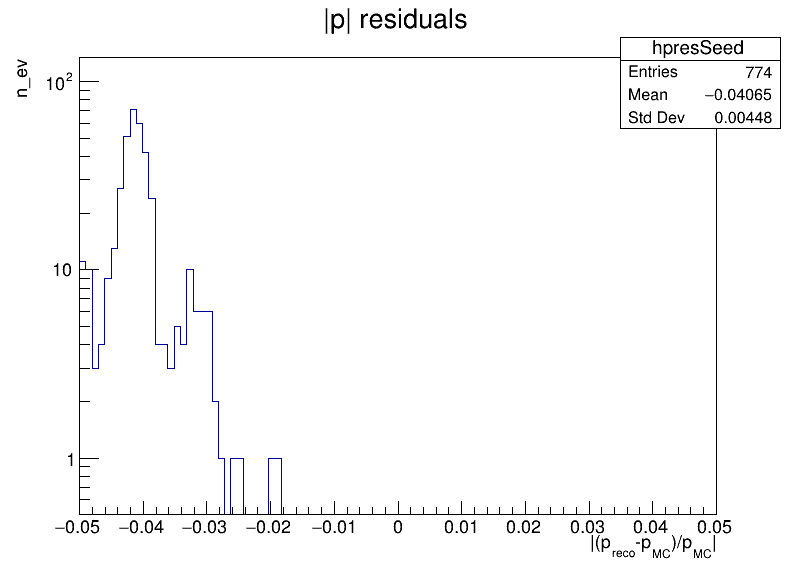 |p| residuals
n_ev
hpresSeed
Entries 774
Mean −0.04065
Std Dev 0.00448
10²
10
1
−0.05 −0.04 −0.03 −0.02 −0.01 0 0.01 0.02 0.03 0.04 0.05
|(p_reco-p_MC)/p_MC|